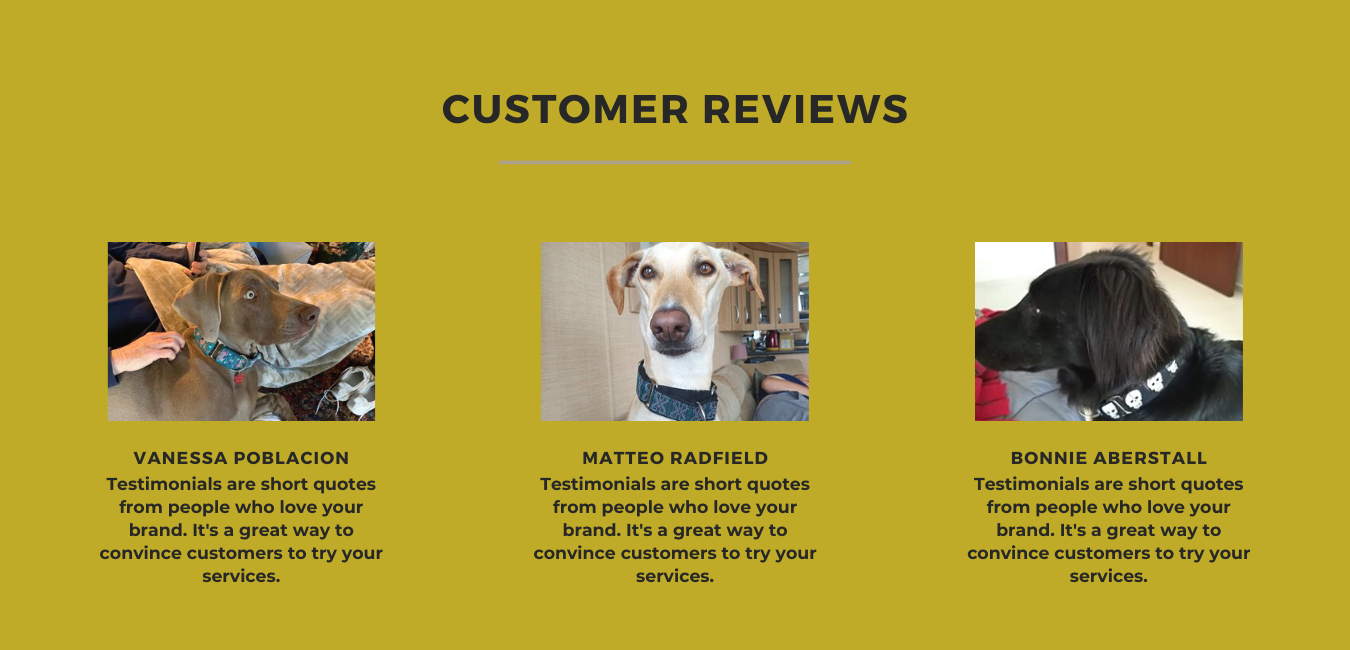 CUSTOMER REVIEWS
VANESSA POBLACION
Testimonials are short quotes
from people who love your
brand. It's a great way to
convince customers to try your
services.
MATTEO RADFIELD
Testimonials are short quotes
from people who love your
brand. It's a great way to
convince customers to try your
services.
BONNIE ABERSTALL
Testimonials are short quotes
from people who love your
brand. It's a great way to
convince customers to try your
services.